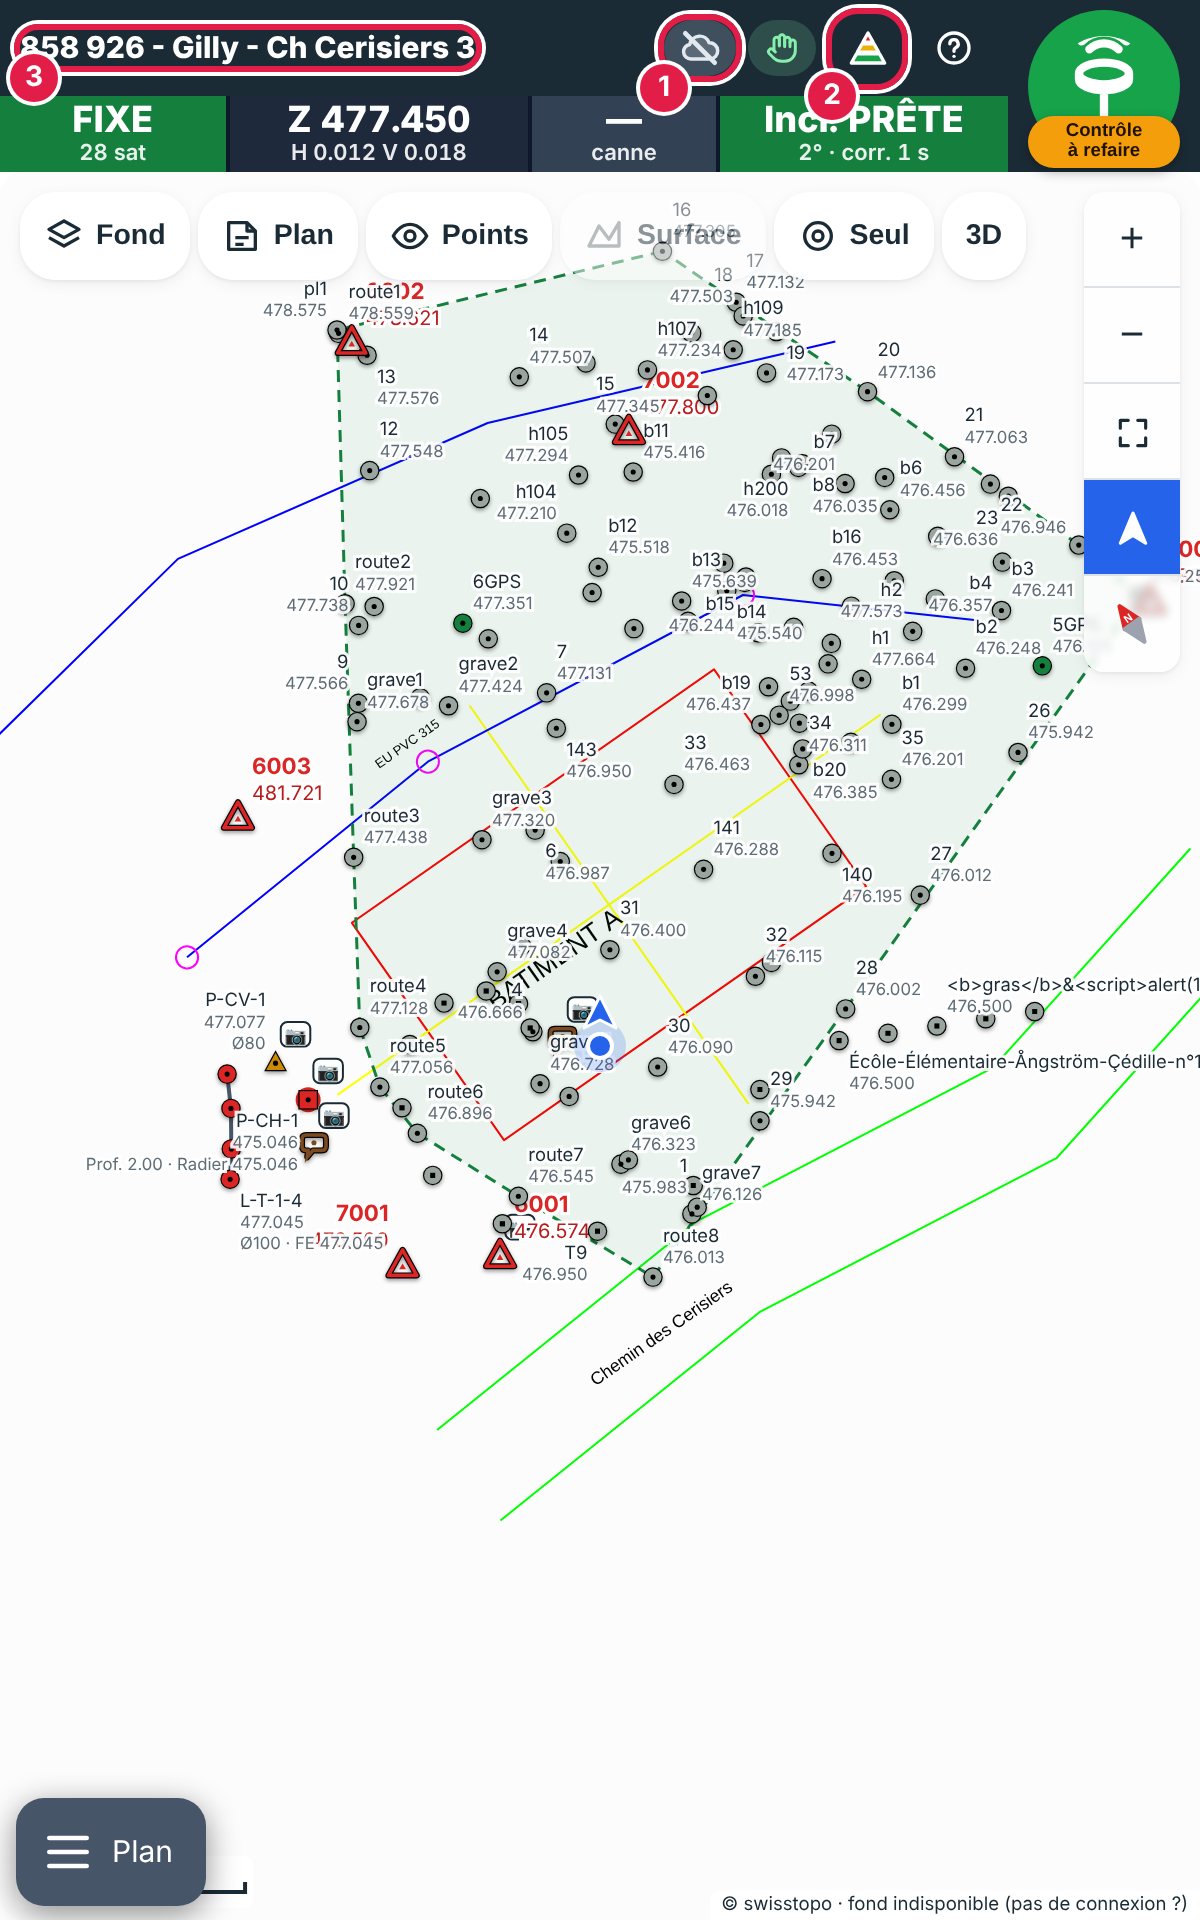 858 926 - Gilly - Ch Cerisiers 3
3
1
2
FIXE
28 sat
Z 477.450
H 0.012 V 0.018
—
canne
Incl. PRÊTE
2° · corr. 1 s
Contrôle
à refaire
Fond
Plan
Points
Surface
Seul
3D
16
17
477.132
18
477.503
pl1
478.575
route1
478.559
h109
477.185
14
477.507
h107
477.234
19
477.173
20
477.136
13
477.576
15
477.345
7002
477.800
12
477.548
h105
477.294
b11
475.416
21
477.063
b7
476.201
b6
476.456
h104
477.210
h200
476.018
b8
476.035
22
476.946
23
476.636
b12
475.518
b16
476.453
route2
477.921
10
477.738
6GPS
477.351
b13
475.639
b3
476.241
b4
476.357
h2
477.573
b15
476.244
b14
475.540
b2
476.248
h1
477.664
7
477.131
9
477.566
grave1
477.678
grave2
477.424
53
476.998
b19
476.437
b1
476.299
26
475.942
EU PVC 315
34
476.311
35
476.201
143
476.950
33
476.463
b20
476.385
6003
481.721
grave3
477.320
route3
477.438
141
476.288
6
476.987
27
476.012
140
476.195
31
476.400
BATIMENT A
grave4
477.082
32
476.115
28
476.002
<b>gras</b>&<script>alert(1
476.500
route4
477.128
476.666
P-CV-1
477.077
Ø80
30
476.090
476.728
route5
477.056
École-Élémentaire-Ångström-Çédille-n°1
476.500
29
475.942
route6
476.896
P-CH-1
475.046
Prof. 2.00 · Radier 475.046
grave6
476.323
route7
476.545
1
475.983
grave7
476.126
L-T-1-4
477.045
Ø100 · FE 477.045
7001
6001
476.574
T9
476.950
route8
476.013
Chemin des Cerisiers
Plan
© swisstopo · fond indisponible (pas de connexion ?)